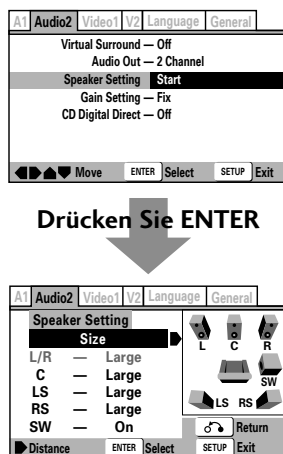 A1 Audio2 Video1 V2 Language General
Virtual Surround — Off
Audio Out — 2 Channel
Speaker Setting Start
Gain Setting — Fix
CD Digital Direct — Off
Move ENTER Select SETUP Exit
Drücken Sie ENTER
A1 Audio2 Video1 V2 Language General
Speaker Setting
Size
L/R — Large
C — Large
LS — Large
RS — Large
SW — On
L C R
SW
LS RS
Return
Distance ENTER Select SETUP Exit